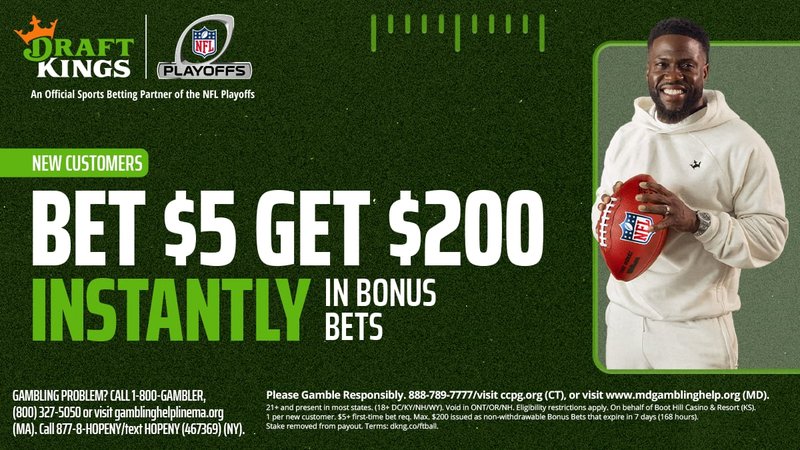 DRAFT
KINGS
NFL
PLAYOFFS
An Official Sports Betting Partner of the NFL Playoffs
NEW CUSTOMERS
BET $5 GET $200
INSTANTLY IN BONUS
BETS
NFL
GAMBLING PROBLEM? CALL 1-800-GAMBLER,
(800) 327-5050 or visit gamblinghelplinema.org
(MA). Call 877-8-HOPENY/text HOPENY (467369) (NY).
Please Gamble Responsibly. 888-789-7777/visit ccpg.org (CT), or visit www.mdgamblinghelp.org (MD).
21+ and present in most states. (18+ DC/KY/NH/WY). Void in ONT/OR/NH. Eligibility restrictions apply. On behalf of Boot Hill Casino & Resort (KS).
1 per new customer. $5+ first-time bet req. Max. $200 issued as non-withdrawable Bonus Bets that expire in 7 days (168 hours).
Stake removed from payout. Terms: dkng.co/ftball.